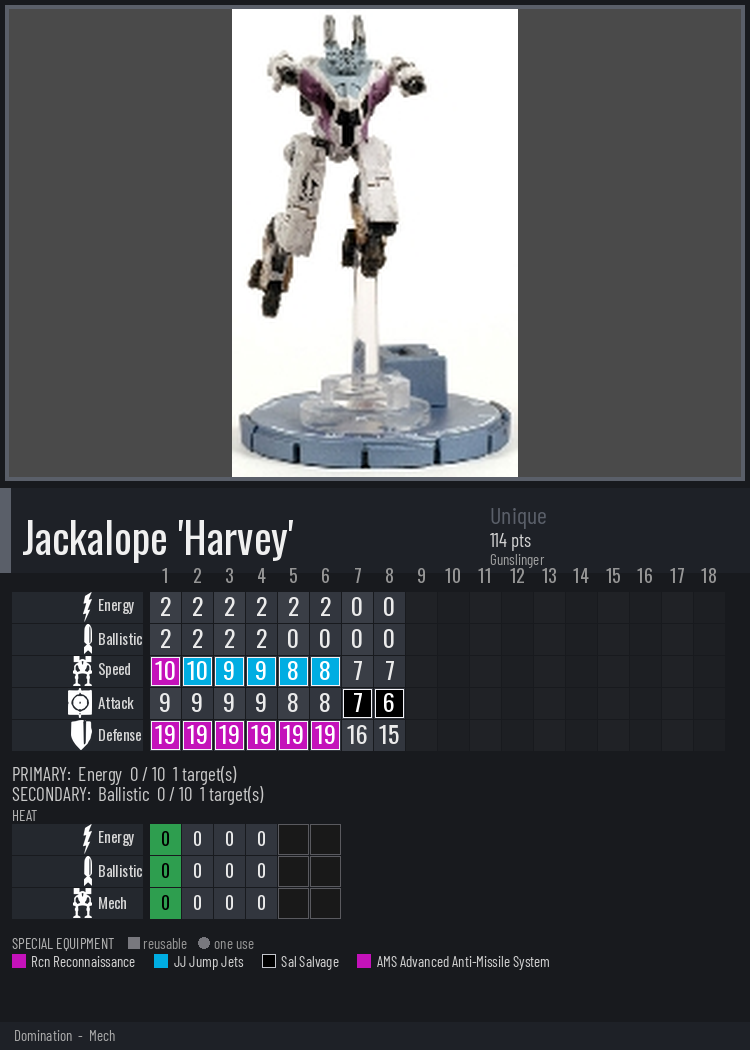 Jackalope 'Harvey'
Unique
114 pts
Gunslinger
1 2 3 4 5 6 7 8 9 10 11 12 13 14 15 16 17 18
Energy 2 2 2 2 2 2 0 0
Ballistic 2 2 2 2 0 0 0 0
Speed 10 10 9 9 8 8 7 7
Attack 9 9 9 9 8 8 7 6
Defense 19 19 19 19 19 19 16 15
PRIMARY: Energy 0 / 10 1 target(s)
SECONDARY: Ballistic 0 / 10 1 target(s)
HEAT
Energy 0 0 0 0
Ballistic 0 0 0 0
Mech 0 0 0 0
SPECIAL EQUIPMENT reusable one use
Rcn Reconnaissance JJ Jump Jets Sal Salvage AMS Advanced Anti-Missile System
Domination - Mech